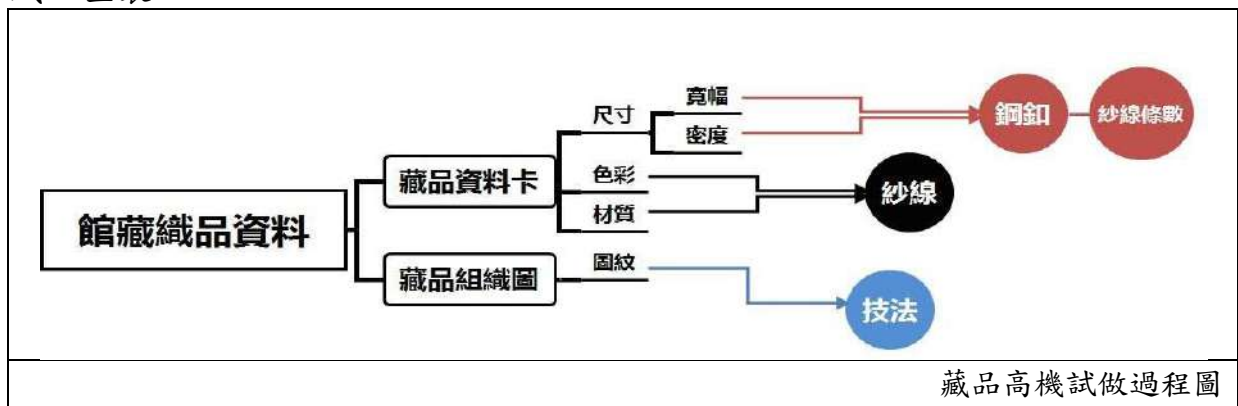 寬幅
尺寸
密度
鋼釦
紗線條數
藏品資料卡
色彩
材質
紗線
館藏織品資料
藏品組織圖
圖紋
技法
藏品高機試做過程圖